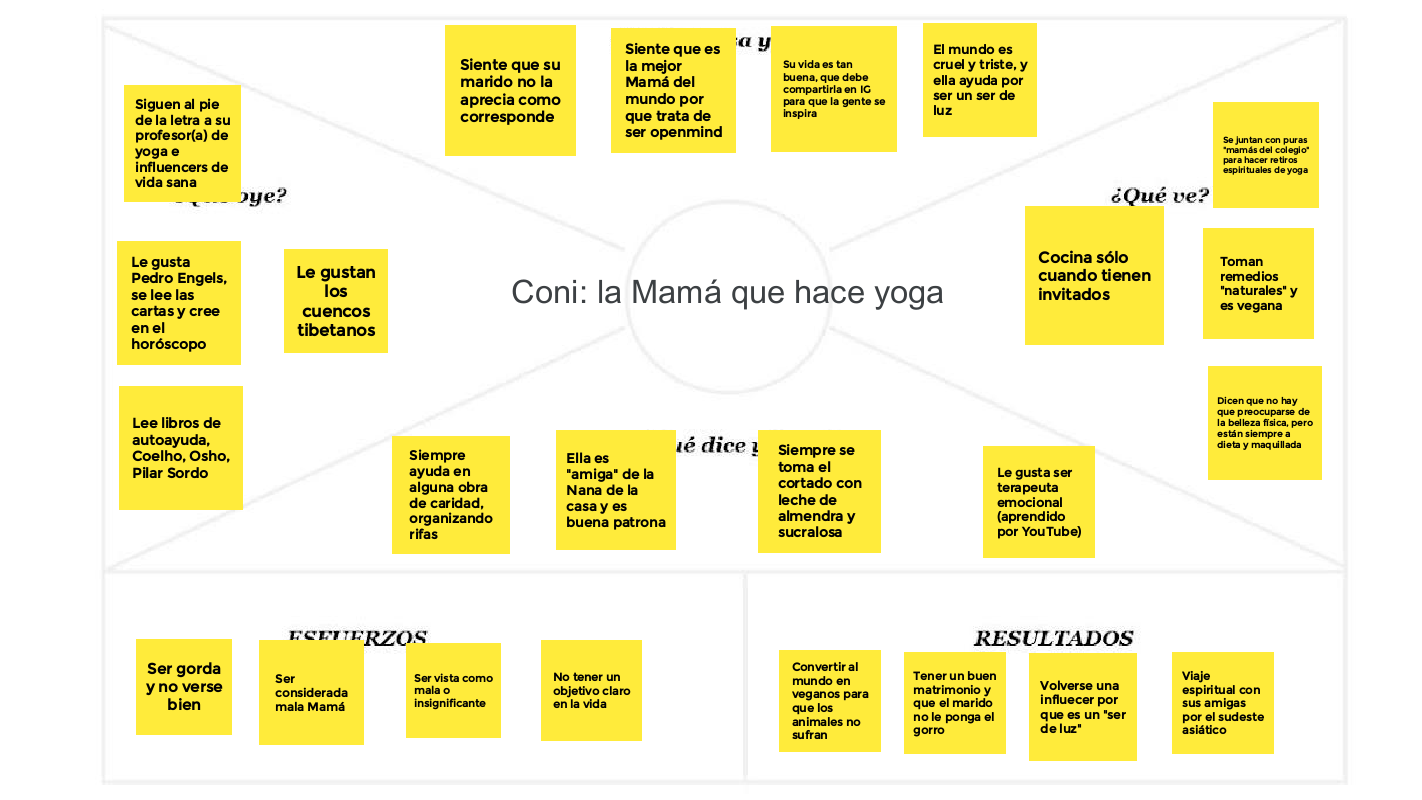 a y
Siente que su
marido no la
aprecia como
corresponde
Siente que es
la mejor
Mamá del
mundo por
que trata de
ser openmind
Su vida es tan
buena, que debe
compartirla en IG
para que la gente se
inspira
El mundo es
cruel y triste, y
ella ayuda por
ser un ser de
luz
Siguen al pie
de la letra a su
profesor(a) de
yoga e
influencers de
vida sana
oye?
Le gusta
Pedro Engels,
se lee las
cartas y cree
en el
horóscopo
Le gustan
los
cuencos
tibetanos
Lee libros de
autoayuda,
Coelho, Osho,
Pilar Sordo
Coni: la Mamá que hace yoga
¿Qué ve?
Se juntan con puras
"mamás del colegio"
para hacer retiros
espirituales de yoga
Cocina sólo
cuando tienen
invitados
Toman
remedios
"naturales" y
es vegana
Dicen que no hay
que preocuparse de
la belleza física, pero
están siempre a
dieta y maquillada
ué dice y
Siempre
ayuda en
alguna obra
de caridad,
organizando
rifas
Ella es
"amiga" de la
Nana de la
casa y es
buena patrona
Siempre se
toma el
cortado con
leche de
almendra y
sucralosa
Le gusta ser
terapeuta
emocional
(aprendido
por YouTube)
ESFUERZOS
Ser gorda
y no verse
bien
Ser
considerada
mala Mamá
Ser vista como
mala o
insignificante
No tener un
objetivo claro
en la vida
RESULTADOS
Convertir al
mundo en
veganos para
que los
animales no
sufran
Tener un buen
matrimonio y
que el marido
no le ponga el
gorro
Volverse una
influecer por
que es un "ser
de luz"
Viaje
espiritual con
sus amigas
por el sudeste
asiático